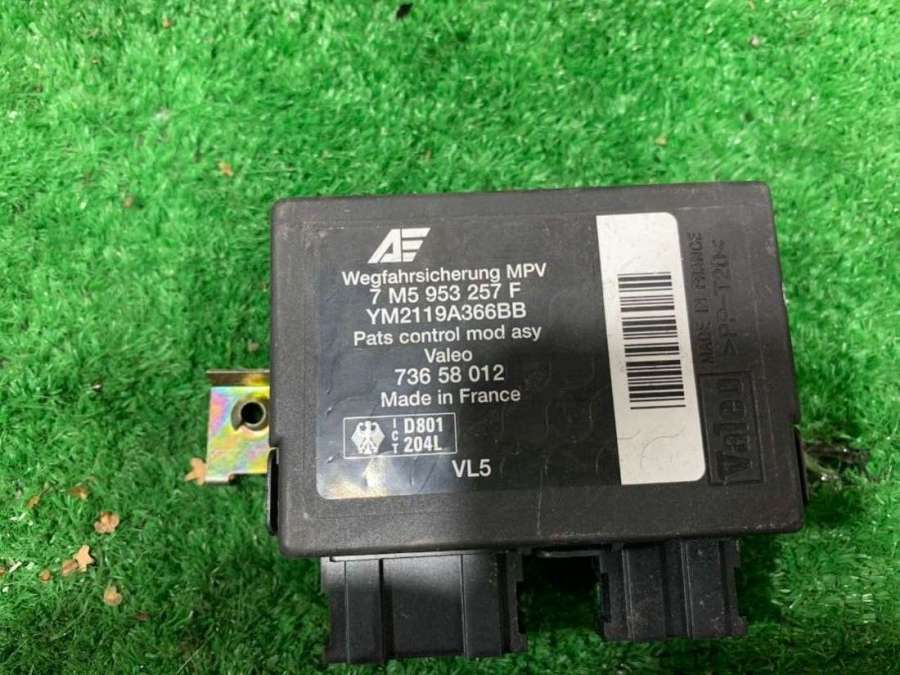 AE
Wegfahrsicherung MPV
7 M5 953 257 F
YM2119A366BB
Pats control mod asy
Valeo
736 58 012
Made in France
ICT D801
204L
VL5
MADE IN FRANCE
Valeo